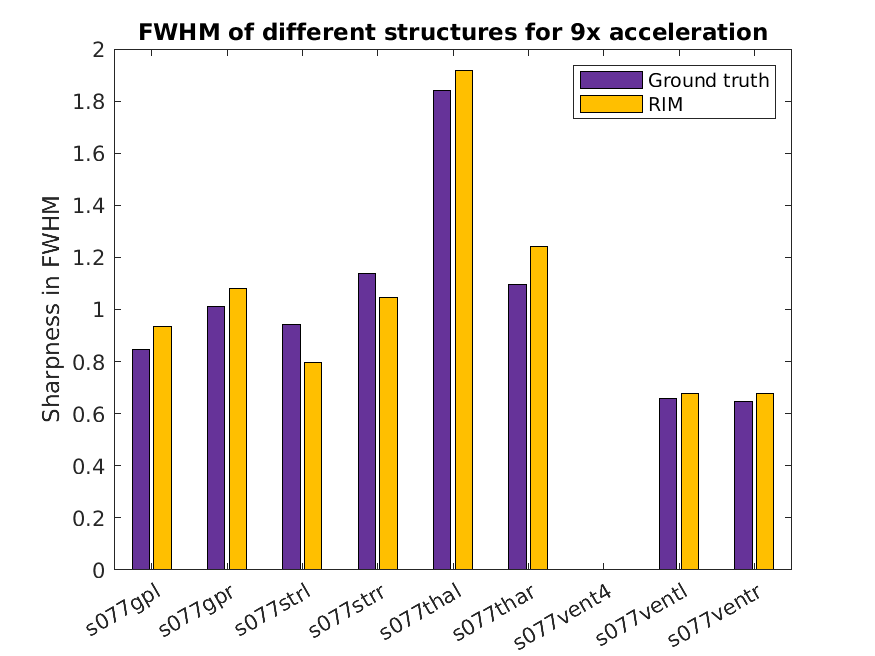 FWHM of different structures for 9x acceleration
Ground truth
RIM
Sharpness in FWHM
2
1.8
1.6
1.4
1.2
1
0.8
0.6
0.4
0.2
0
s077gpl
s077gpr
s077strl
s077strr
s077thal
s077thar
s077vent4
s077ventl
s077ventr